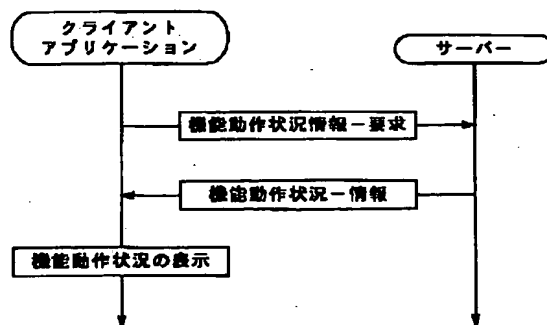 クライアント
アプリケーション
サーバー
機能動作状況情報－要求
機能動作状況－情報
機能動作状況の表示